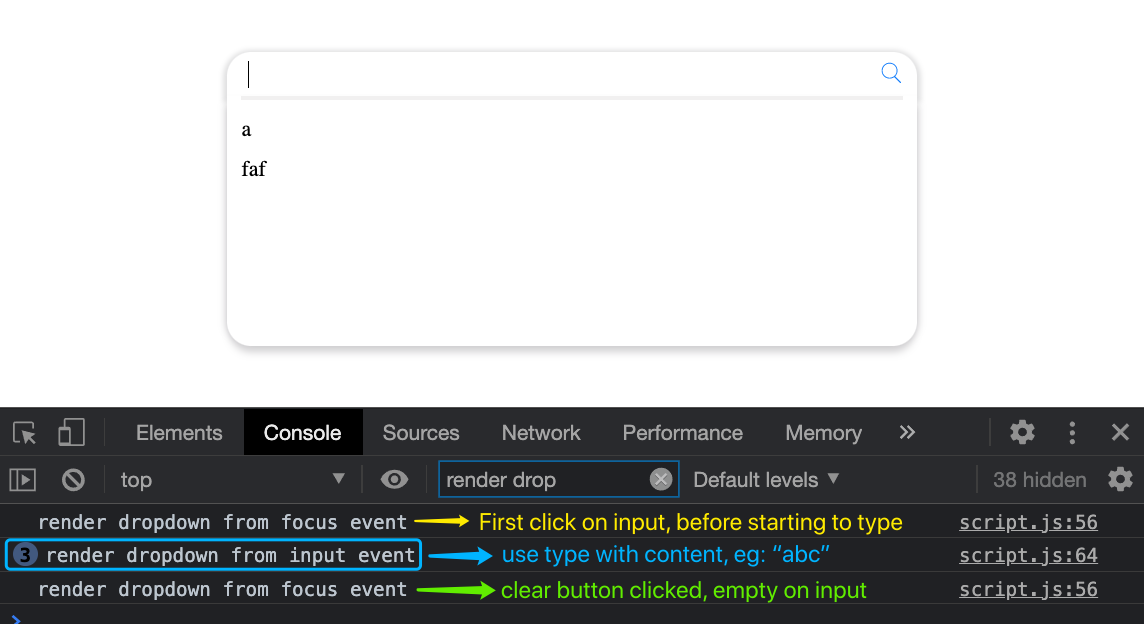 a
faf
Elements Console Sources Network Performance Memory »
top ▼ render drop Default levels ▼ 38 hidden
render dropdown from focus event First click on input, before starting to type script.js:56
3 render dropdown from input event use type with content, eg: “abc” script.js:64
render dropdown from focus event clear button clicked, empty on input script.js:56